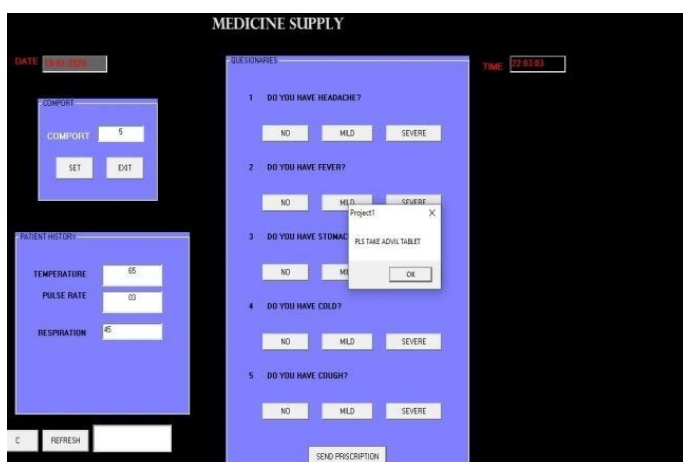 MEDICINE SUPPLY
DATE
TIME 22:03:03
COMPORT
COMPORT 5
SET EXIT
PATIENT HISTORY
TEMPERATURE 65
PULSE RATE 03
RESPIRATION 45
C REFRESH
QUESIONARIES
1 DO YOU HAVE HEADACHE?
NO MILD SEVERE
2 DO YOU HAVE FEVER?
NO MILD SEVERE
3 DO YOU HAVE STOMAC
NO MI
4 DO YOU HAVE COLD?
NO MILD SEVERE
5 DO YOU HAVE COUGH?
NO MILD SEVERE
SEND PRISCRIPTION
Project1 X
PLS TAKE ADVIL TABLET
OK